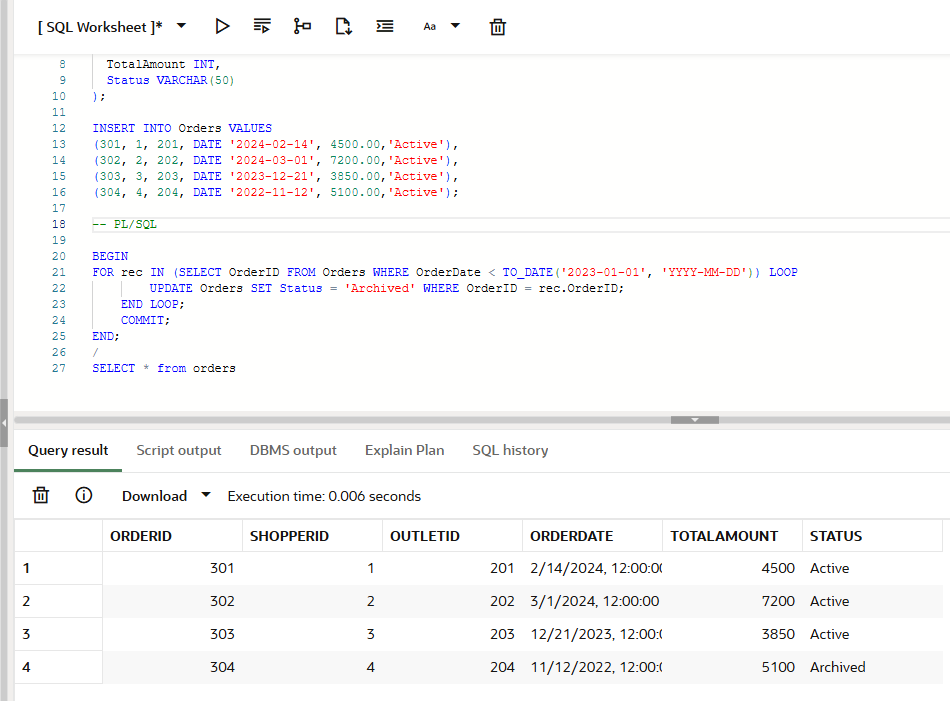 [ SQL Worksheet ]* Aa
8 TotalAmount INT,
9 Status VARCHAR(50)
10 );
11
12 INSERT INTO Orders VALUES
13 (301, 1, 201, DATE '2024-02-14', 4500.00,'Active'),
14 (302, 2, 202, DATE '2024-03-01', 7200.00,'Active'),
15 (303, 3, 203, DATE '2023-12-21', 3850.00,'Active'),
16 (304, 4, 204, DATE '2022-11-12', 5100.00,'Active');
17
18 -- PL/SQL
19
20 BEGIN
21 FOR rec IN (SELECT OrderID FROM Orders WHERE OrderDate < TO_DATE('2023-01-01', 'YYYY-MM-DD')) LOOP
22 UPDATE Orders SET Status = 'Archived' WHERE OrderID = rec.OrderID;
23 END LOOP;
24 COMMIT;
25 END;
26 /
27 SELECT * from orders
Query result Script output DBMS output Explain Plan SQL history
Download Execution time: 0.006 seconds
ORDERID SHOPPERID OUTLETID ORDERDATE TOTALAMOUNT STATUS
1 301 1 201 2/14/2024, 12:00:00 4500 Active
2 302 2 202 3/1/2024, 12:00:00 7200 Active
3 303 3 203 12/21/2023, 12:00:0 3850 Active
4 304 4 204 11/12/2022, 12:00:0 5100 Archived